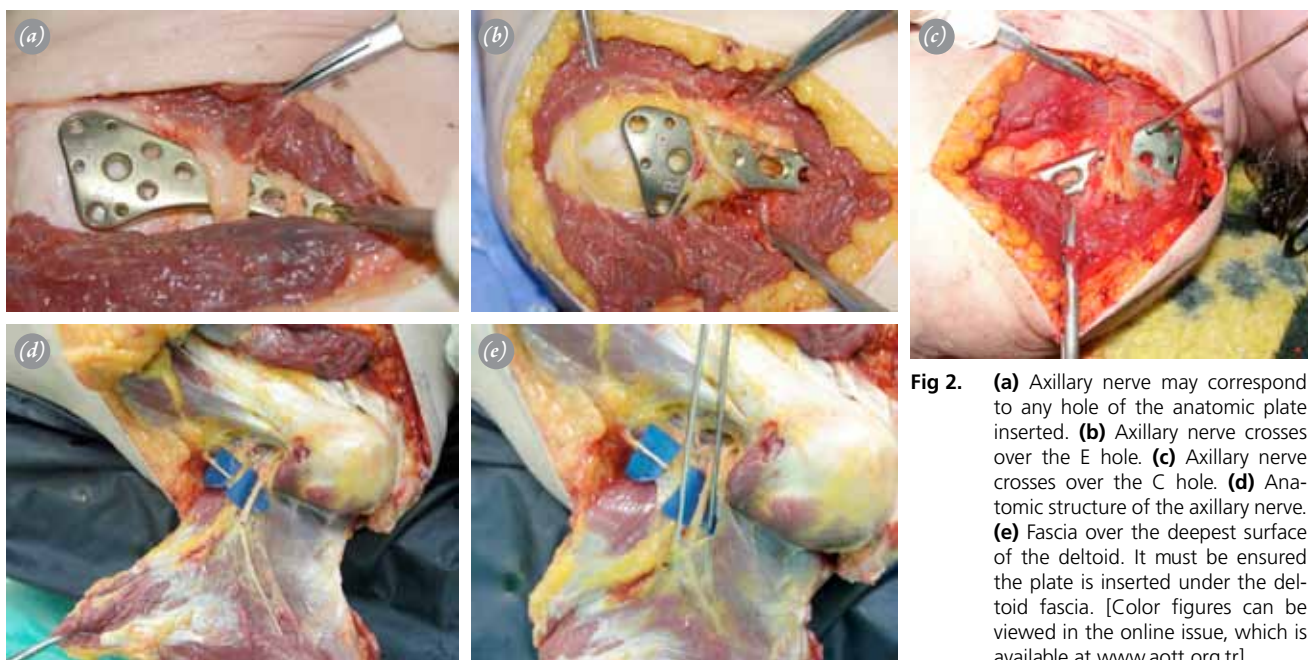 (a)
(b)
(c)
(d)
(e)
Fig 2. (a) Axillary nerve may correspond
to any hole of the anatomic plate
inserted. (b) Axillary nerve crosses
over the E hole. (c) Axillary nerve
crosses over the C hole. (d) Ana-
tomic structure of the axillary nerve.
(e) Fascia over the deepest surface
of the deltoid. It must be ensured
the plate is inserted under the del-
toid fascia. [Color figures can be
viewed in the online issue, which is
available at www.aott.org.tr]